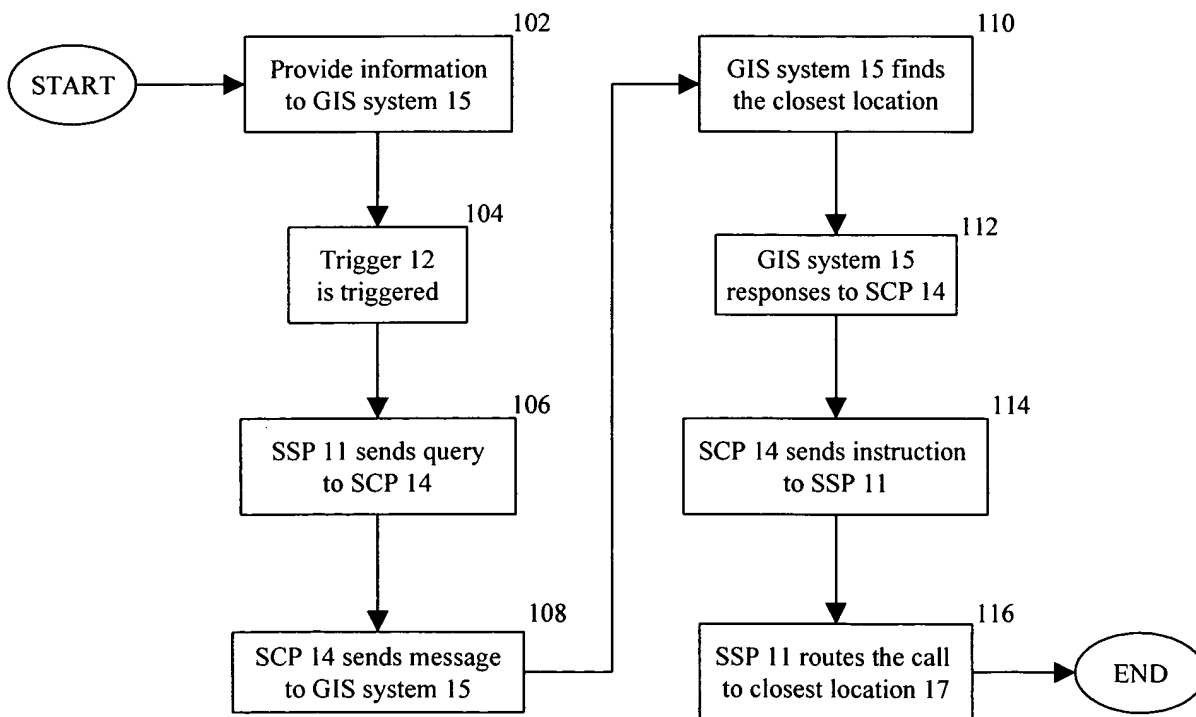 START
102
Provide information
to GIS system 15
104
Trigger 12
is triggered
106
SSP 11 sends query
to SCP 14
108
SCP 14 sends message
to GIS system 15
110
GIS system 15 finds
the closest location
112
GIS system 15
responses to SCP 14
114
SCP 14 sends instruction
to SSP 11
116
SSP 11 routes the call
to closest location 17
END